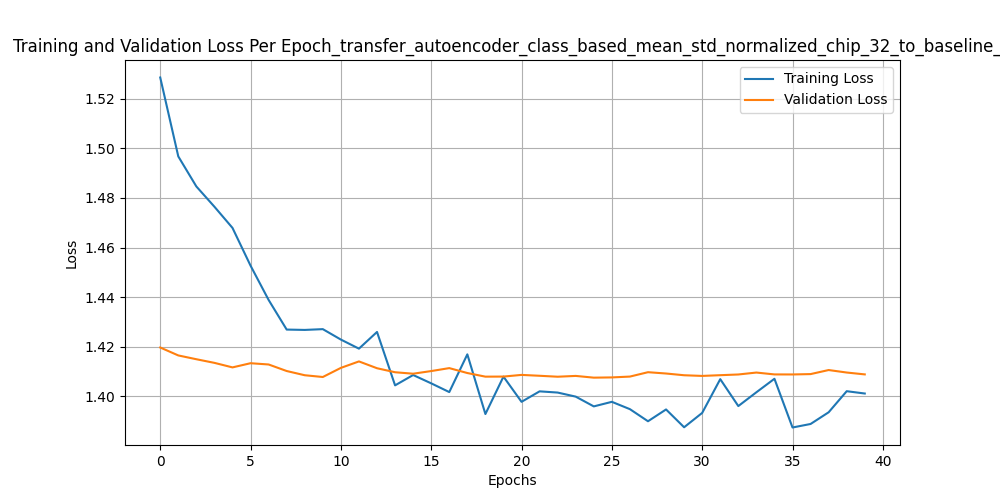 Training and Validation Loss Per Epoch_transfer_autoencoder_class_based_mean_std_normalized_chip_32_to_baseline_
Training Loss
Validation Loss
1.52
1.50
1.48
1.46
1.44
1.42
1.40
Loss
0 5 10 15 20 25 30 35 40
Epochs